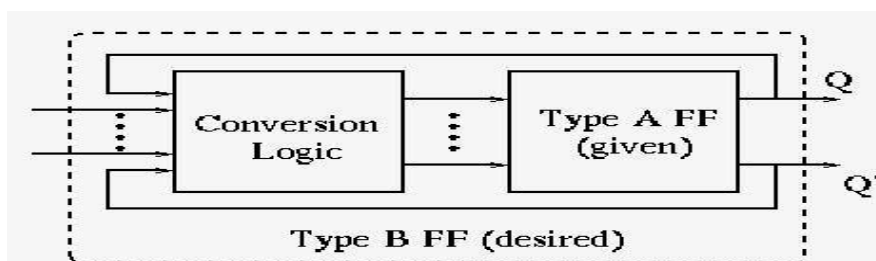 Q
Conversion
Logic
Type A FF
(given)
Q'
Type B FF (desired)